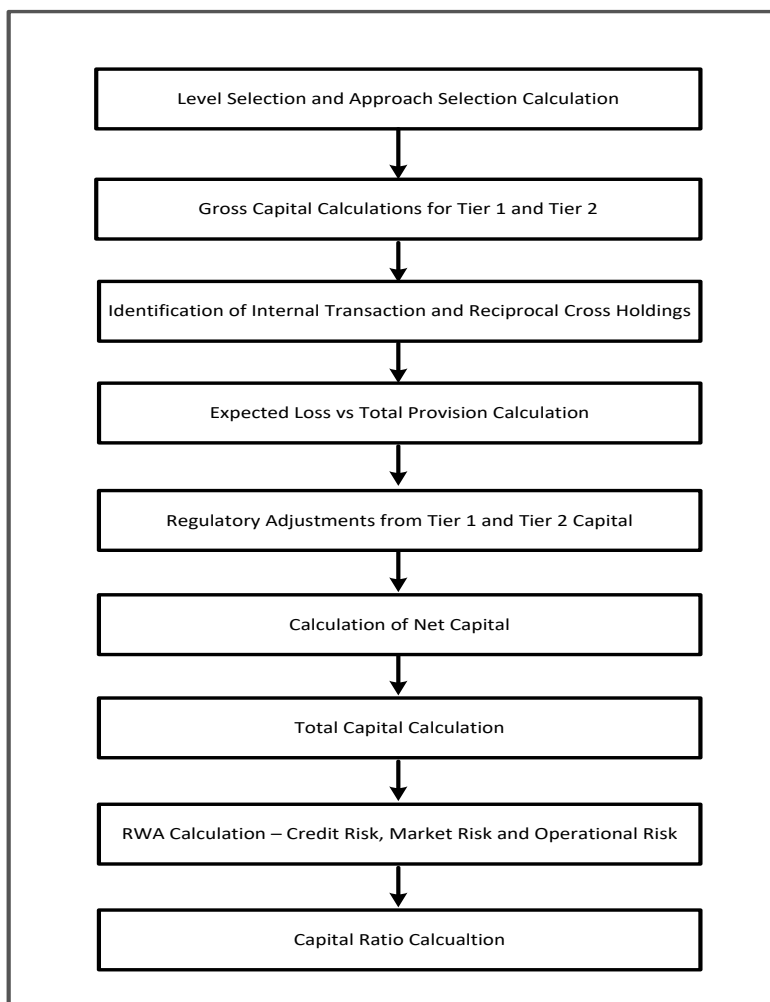 Level Selection and Approach Selection Calculation
Gross Capital Calculations for Tier 1 and Tier 2
Identification of Internal Transaction and Reciprocal Cross Holdings
Expected Loss vs Total Provision Calculation
Regulatory Adjustments from Tier 1 and Tier 2 Capital
Calculation of Net Capital
Total Capital Calculation
RWA Calculation – Credit Risk, Market Risk and Operational Risk
Capital Ratio Calcualtion